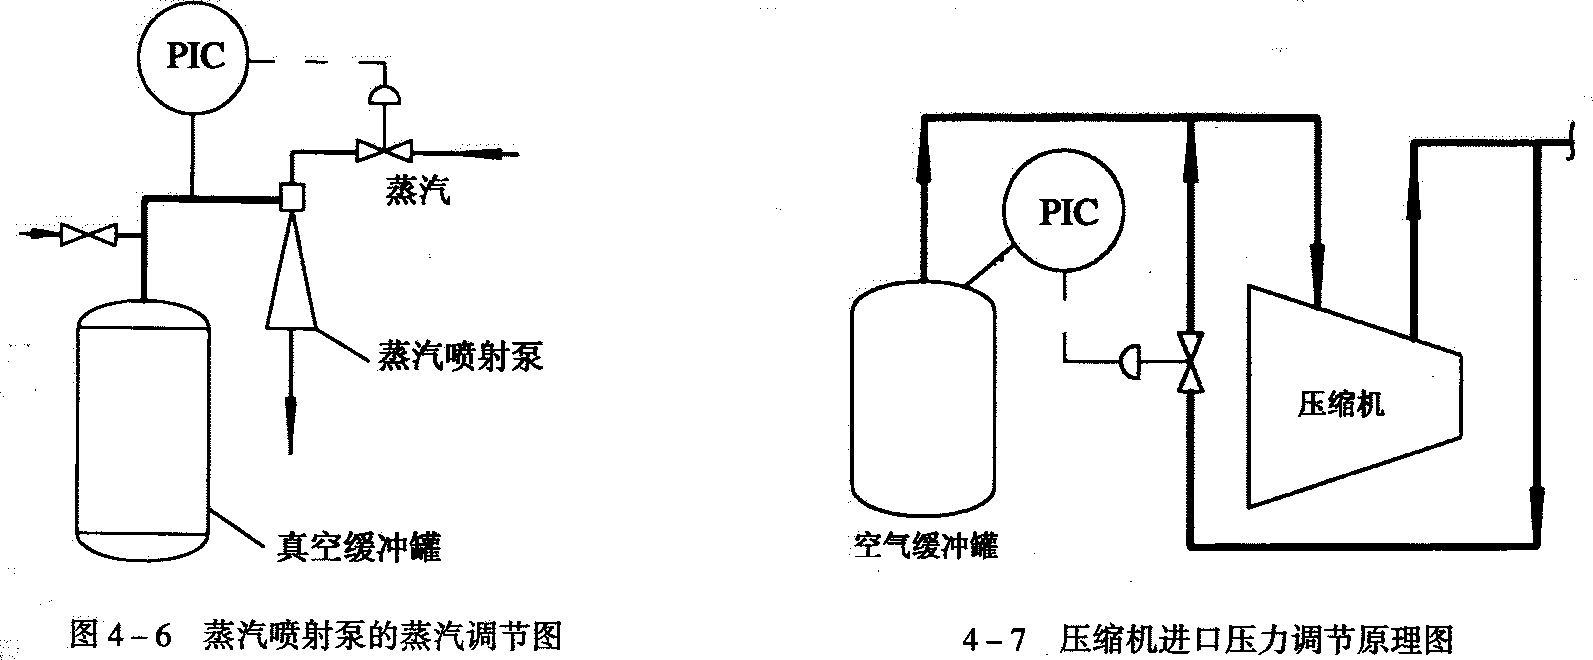 PIC
蒸汽
蒸汽喷射泵
真空缓冲罐
图 4-6 蒸汽喷射泵的蒸汽调节图
PIC
压缩机
空气缓冲罐
4-7 压缩机进口压力调节原理图